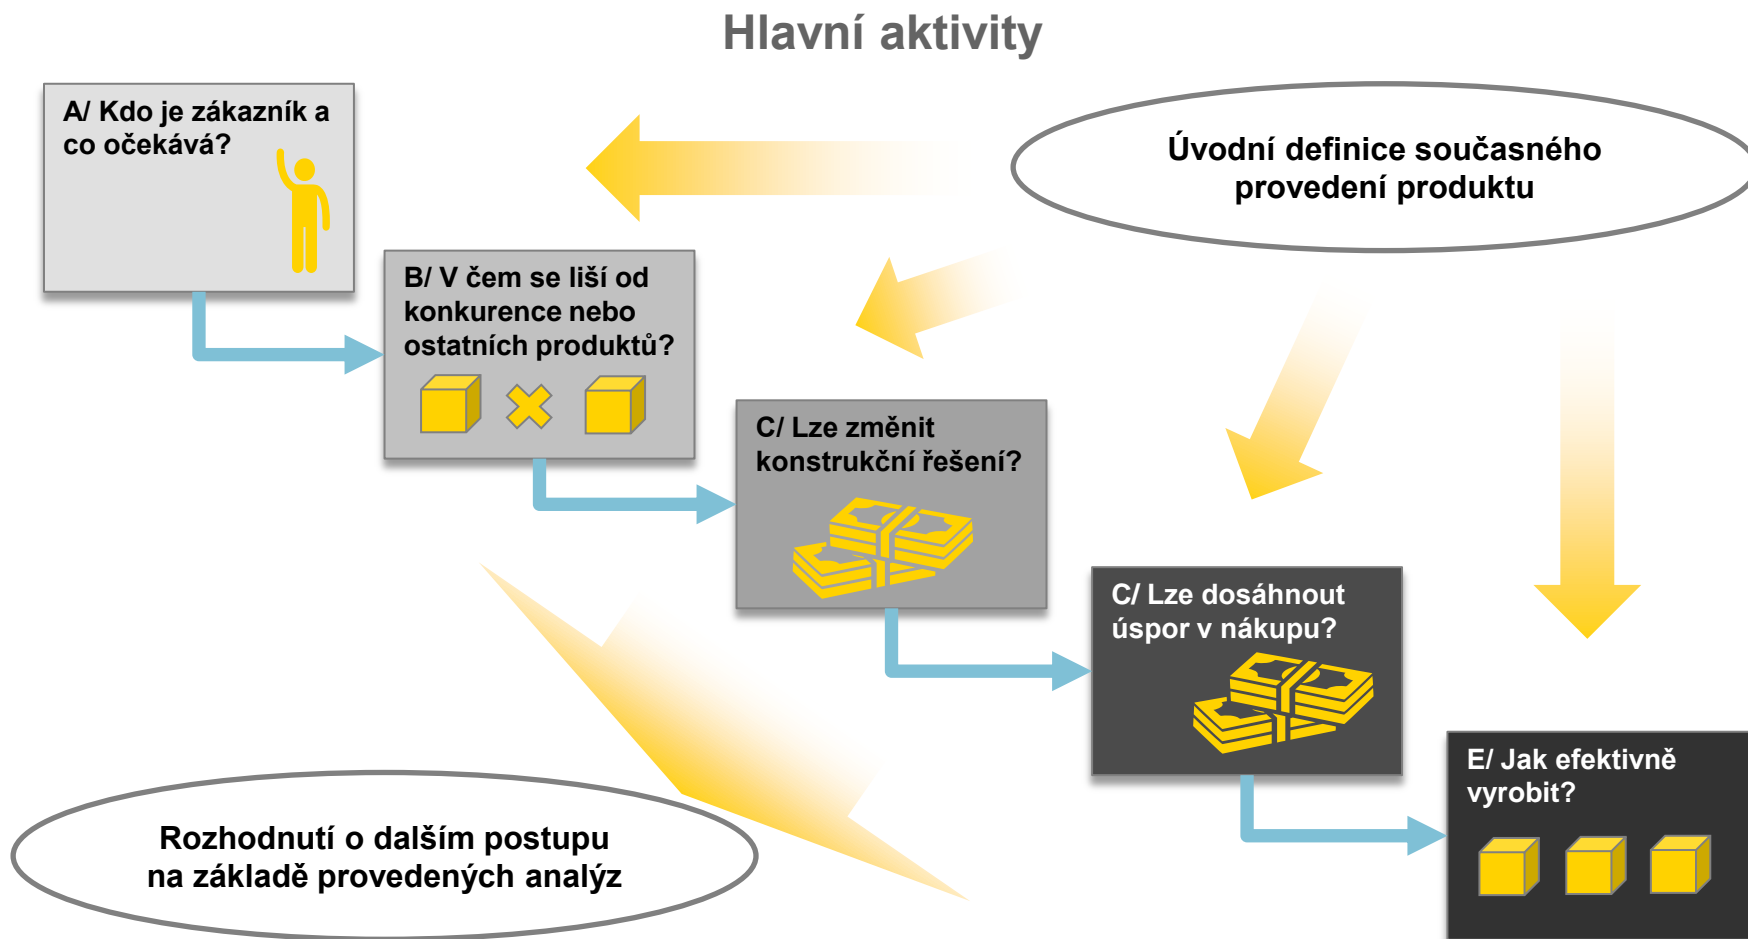 Hlavní aktivity
A/ Kdo je zákazník a
co očekává?
Úvodní definice současného
provedení produktu
B/ V čem se liší od
konkurence nebo
ostatních produktů?
C/ Lze změnit
konstrukční řešení?
C/ Lze dosáhnout
úspor v nákupu?
E/ Jak efektivně
vyrobit?
Rozhodnutí o dalším postupu
na základě provedených analýz